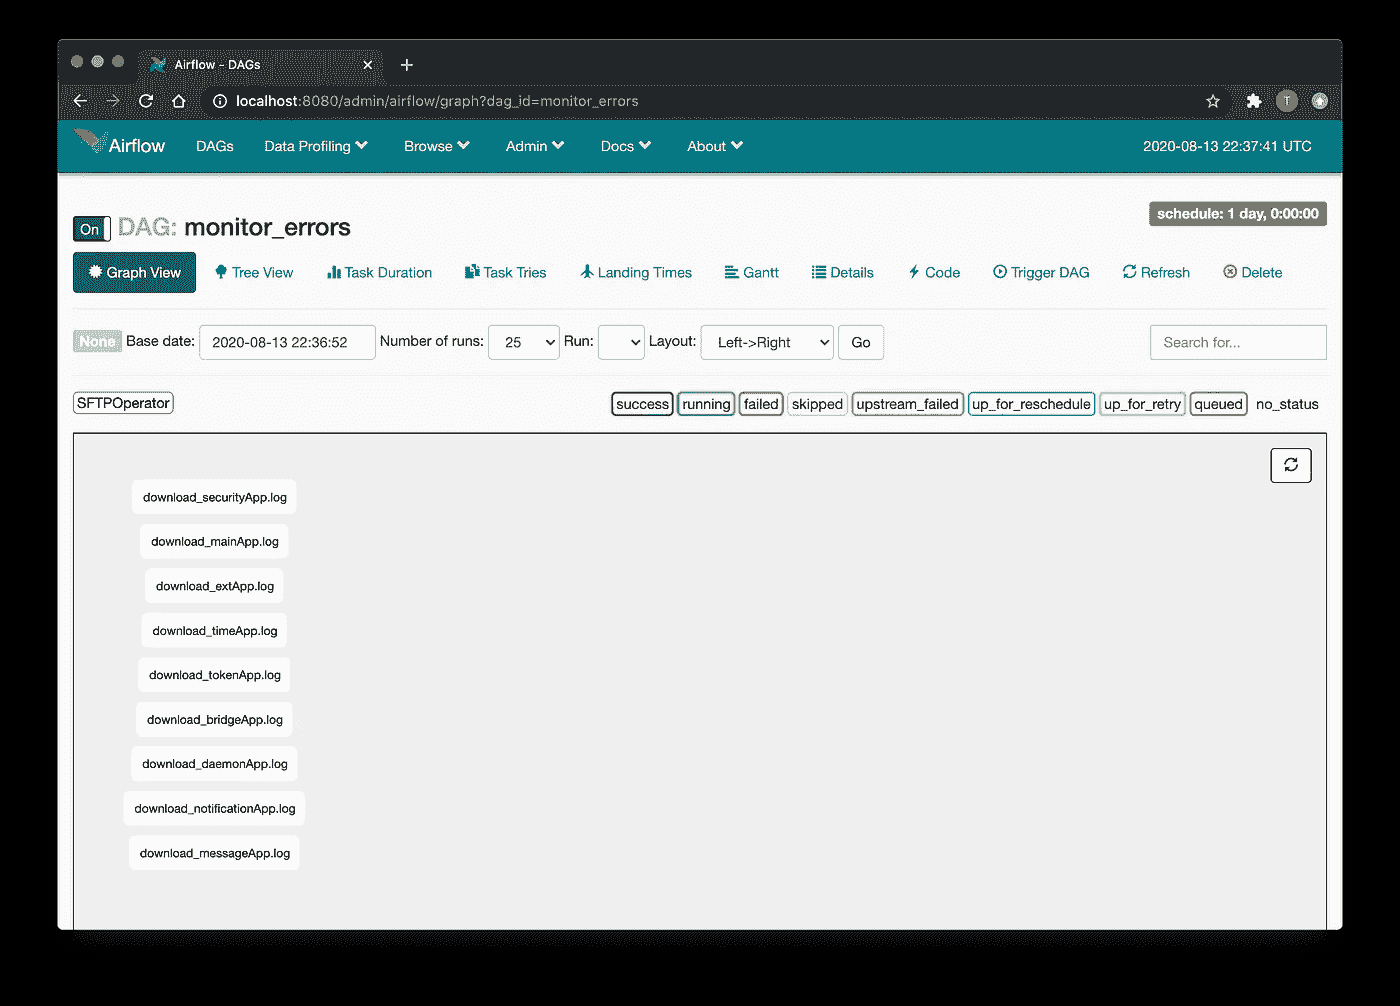 Airflow - DAGs
localhost:8080/admin/airflow/graph?dag_id=monitor_errors
T
Airflow DAGs Data Profiling Browse Admin Docs About 2020-08-13 22:37:41 UTC
schedule: 1 day, 0:00:00
On DAG: monitor_errors
Graph View Tree View Task Duration Task Tries Landing Times Gantt Details Code Trigger DAG Refresh Delete
None Base date: 2020-08-13 22:36:52 Number of runs: 25 Run: Layout: Left->Right Go Search for...
SFTPOperator success running failed skipped upstream_failed up_for_reschedule up_for_retry queued no_status
download_securityApp.log
download_mainApp.log
download_extApp.log
download_timeApp.log
download_tokenApp.log
download_bridgeApp.log
download_daemonApp.log
download_notificationApp.log
download_messageApp.log